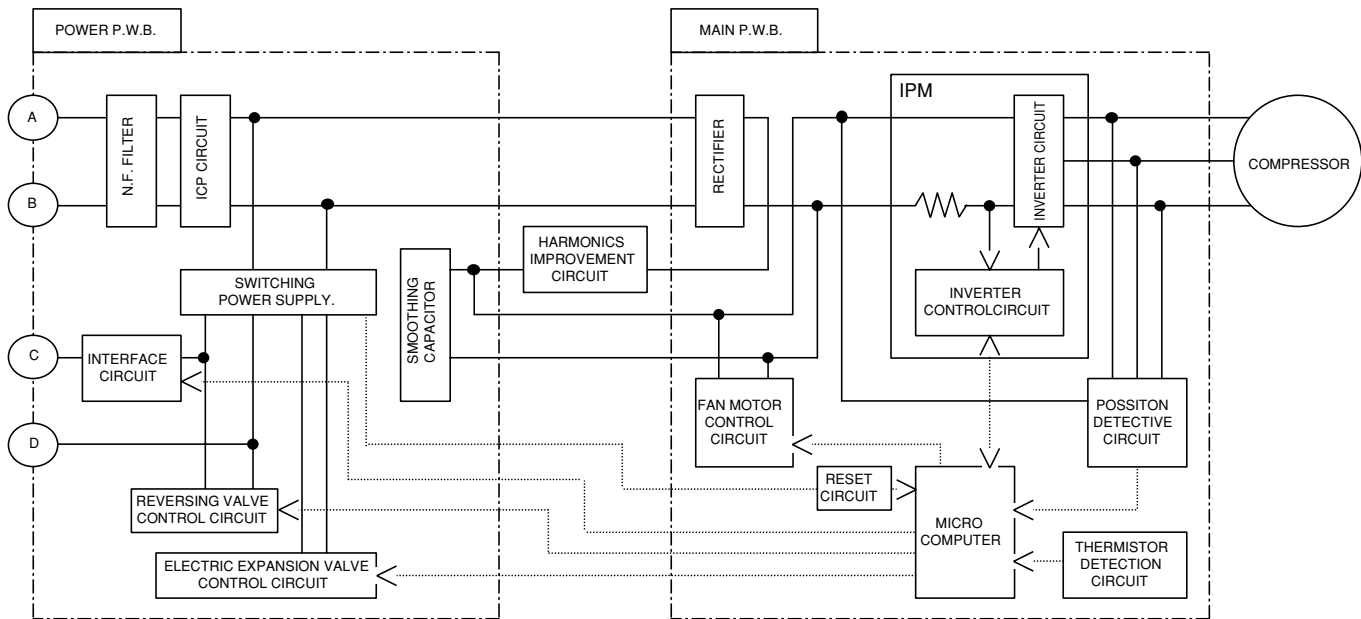 POWER P.W.B.
MAIN P.W.B.
A
B
N.F. FILTER
ICP CIRCUIT
RECTIFIER
IPM
INVERTER CIRCUIT
COMPRESSOR
SMOOTHING
CAPACITOR
HARMONICS
IMPROVEMENT
CIRCUIT
SWITCHING
POWER SUPPLY.
INVERTER
CONTROLCIRCUIT
C
INTERFACE
CIRCUIT
D
FAN MOTOR
CONTROL
CIRCUIT
POSSITON
DETECTIVE
CIRCUIT
REVERSING VALVE
CONTROL CIRCUIT
RESET
CIRCUIT
MICRO
COMPUTER
THERMISTOR
DETECTION
CIRCUIT
ELECTRIC EXPANSION VALVE
CONTROL CIRCUIT